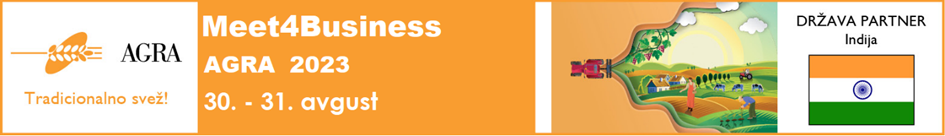 AGRA
Tradicionalno svež!
Meet4Business
AGRA 2023
30. - 31. avgust
DRŽAVA PARTNER
Indija